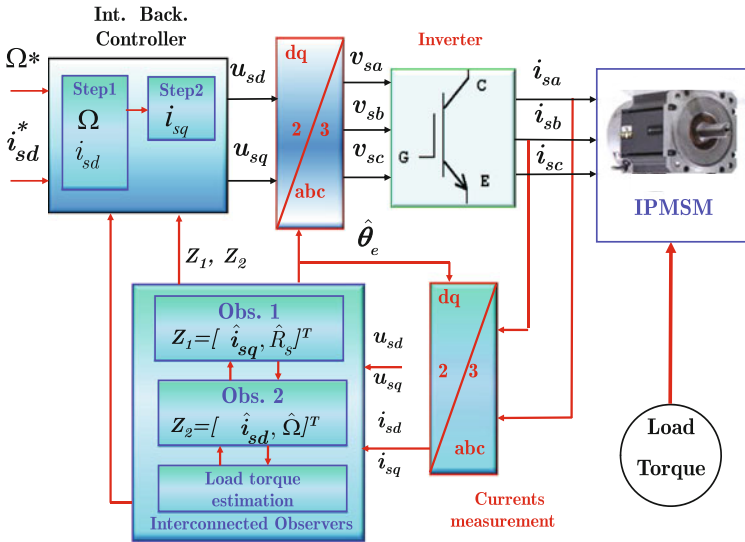 Int. Back.
Controller
Ω*
i*sd
Step1
Ω
isd
Step2
isq
usd
usq
dq
2 3
abc
vsa
vsb
vsc
Inverter
C
G
E
isa
isb
isc
IPMSM
Z1, Z2
θ̂e
Obs. 1
Z1=[ îsq, R̂s]T
Obs. 2
Z2=[ îsd, Ω̂]T
Load torque
estimation
Interconnected Observers
usd
usq
isd
isq
dq
2 3
abc
Currents
measurement
Load
Torque